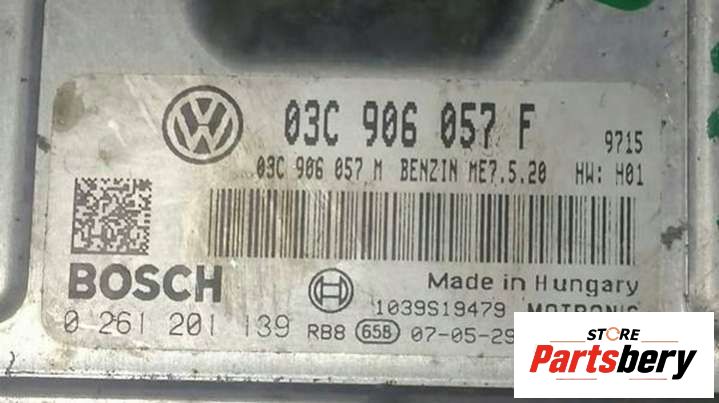 03C 906 057 F
9715
03C 906 057 M BENZIN ME7.5.20 HW: H01
BOSCH
Made in Hungary
1039S19479
0 261 201 139 RB8 65B 07-05-29
STORE
Partsbery